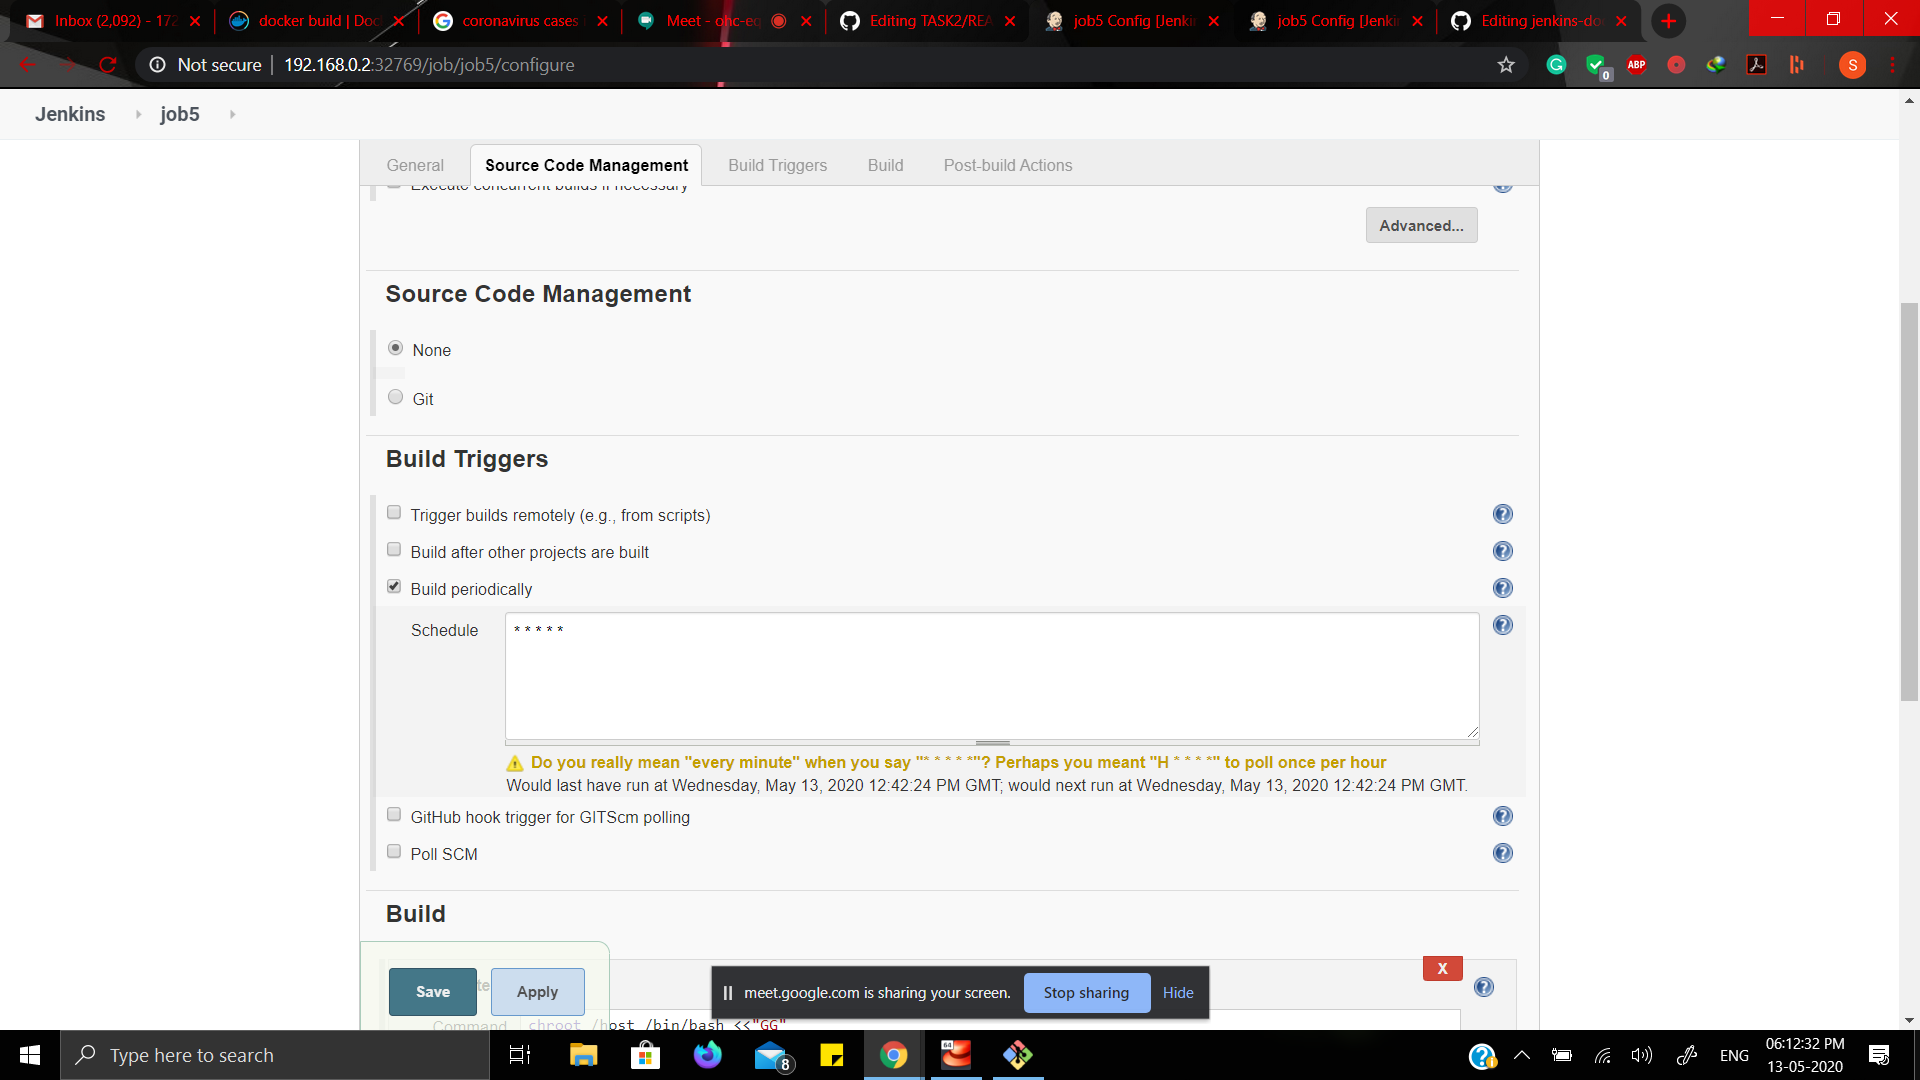 Inbox (2,092) - 172
docker build | Doc
coronavirus cases
Meet - ohc-eq
Editing TASK2/REA
job5 Config [Jenkin
job5 Config [Jenki
Editing jenkins-do
Not secure | 192.168.0.2:32769/job/job5/configure
0
ABP
S
Jenkins
job5
General
Source Code Management
Build Triggers
Build
Post-build Actions
Execute concurrent builds if necessary
Advanced...
Source Code Management
None
Git
Build Triggers
Trigger builds remotely (e.g., from scripts)
Build after other projects are built
Build periodically
Schedule
* * * * *
Do you really mean "every minute" when you say "* * * * *"? Perhaps you meant "H * * * *" to poll once per hour
Would last have run at Wednesday, May 13, 2020 12:42:24 PM GMT; would next run at Wednesday, May 13, 2020 12:42:24 PM GMT.
GitHub hook trigger for GITScm polling
Poll SCM
Build
X
Save
Apply
meet.google.com is sharing your screen.
Stop sharing
Hide
Command
chroot /host /bin/bash <<"GG"
Type here to search
8
64
ENG
06:12:32 PM
13-05-2020